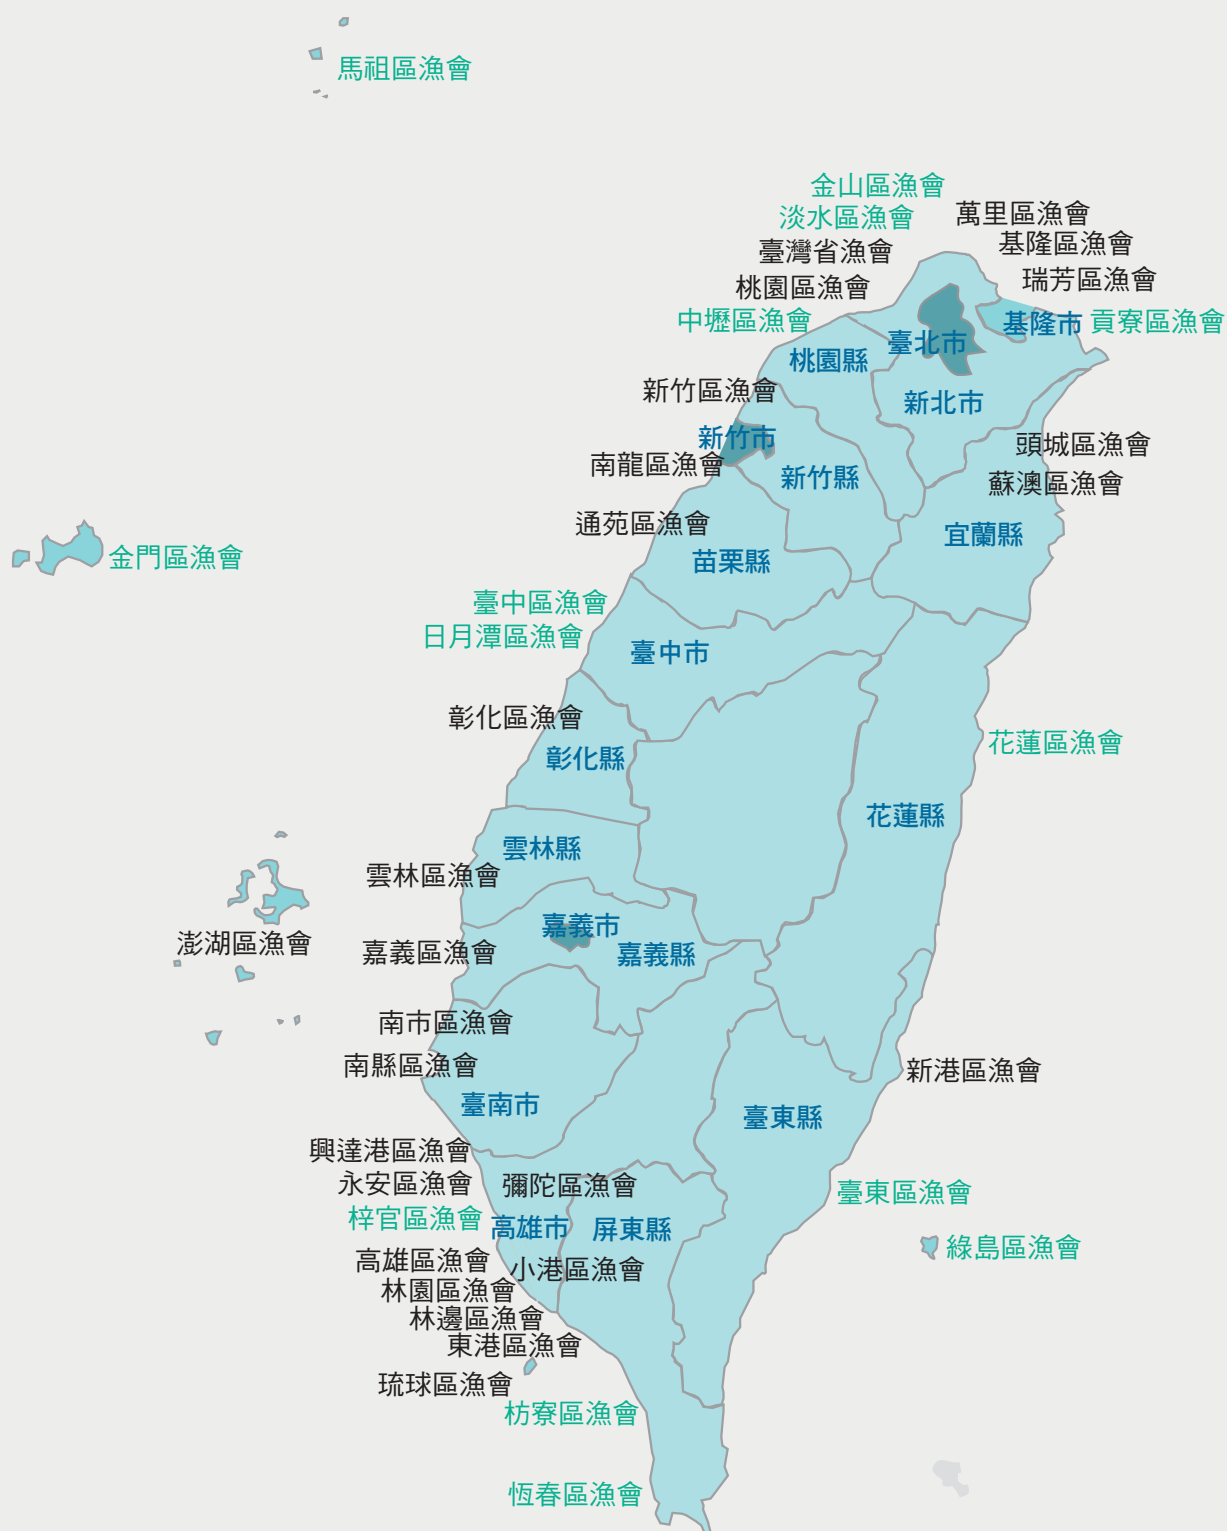 馬祖區漁會
金山區漁會
淡水區漁會
萬里區漁會
臺灣省漁會
基隆區漁會
桃園區漁會
瑞芳區漁會
中壢區漁會
基隆市
貢寮區漁會
臺北市
桃園縣
新竹區漁會
新北市
新竹市
頭城區漁會
南龍區漁會
新竹縣
蘇澳區漁會
通苑區漁會
宜蘭縣
苗栗縣
金門區漁會
臺中區漁會
日月潭區漁會
臺中市
彰化區漁會
花蓮區漁會
彰化縣
花蓮縣
雲林縣
雲林區漁會
嘉義市
澎湖區漁會
嘉義區漁會
嘉義縣
南市區漁會
南縣區漁會
新港區漁會
臺南市
臺東縣
興達港區漁會
永安區漁會
彌陀區漁會
臺東區漁會
梓官區漁會
高雄市
屏東縣
綠島區漁會
高雄區漁會
小港區漁會
林園區漁會
林邊區漁會
東港區漁會
琉球區漁會
枋寮區漁會
恆春區漁會